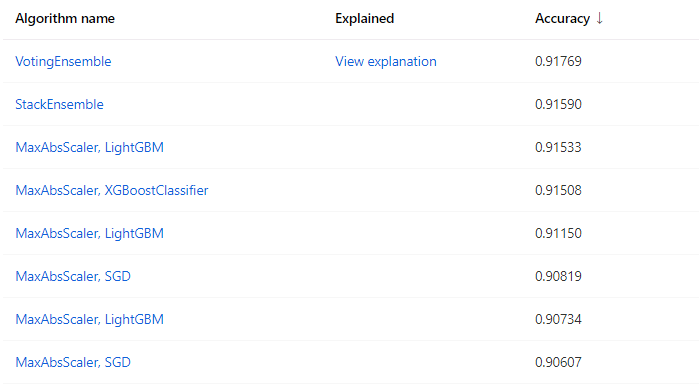 Algorithm name Explained Accuracy ↓
VotingEnsemble View explanation 0.91769
StackEnsemble 0.91590
MaxAbsScaler, LightGBM 0.91533
MaxAbsScaler, XGBoostClassifier 0.91508
MaxAbsScaler, LightGBM 0.91150
MaxAbsScaler, SGD 0.90819
MaxAbsScaler, LightGBM 0.90734
MaxAbsScaler, SGD 0.90607